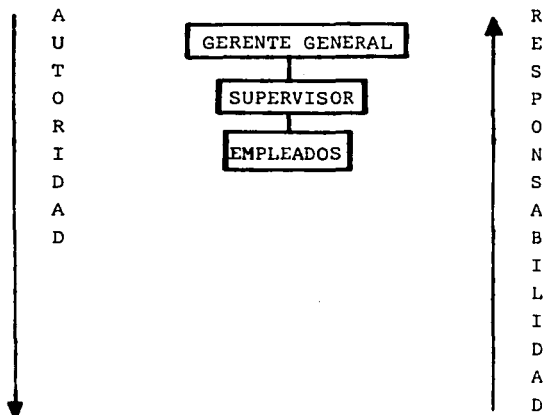 AUTORIDAD
GERENTE GENERAL
SUPERVISOR
EMPLEADOS
RESPONSABILIDAD